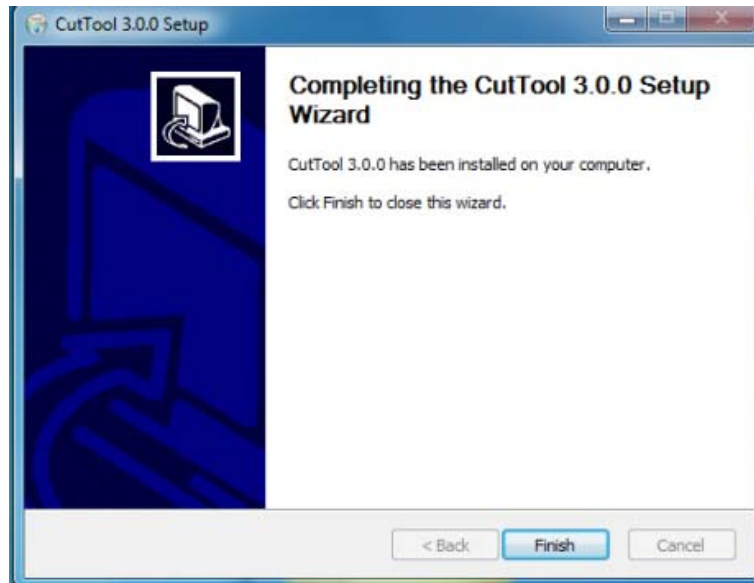 CutTool 3.0.0 Setup
Completing the CutTool 3.0.0 Setup
Wizard
CutTool 3.0.0 has been installed on your computer.
Click Finish to close this wizard.
< Back Finish Cancel